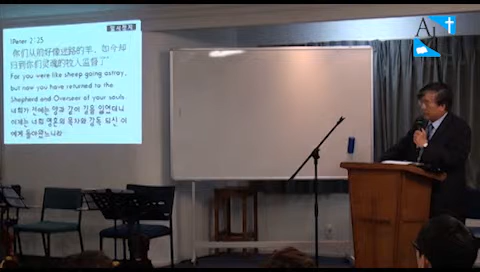 1Peter 2:25
你们从前好像迷路的羊、如今却
归到你们灵魂的牧人监督了
For you were like sheep going astray,
but now you have returned to the
Shepherd and Overseer of your souls
너희가 전에는 양과 같이 길을 잃었더니
이제는 너희 영혼의 목자와 감독 되신 이
에게 돌아왔느니라